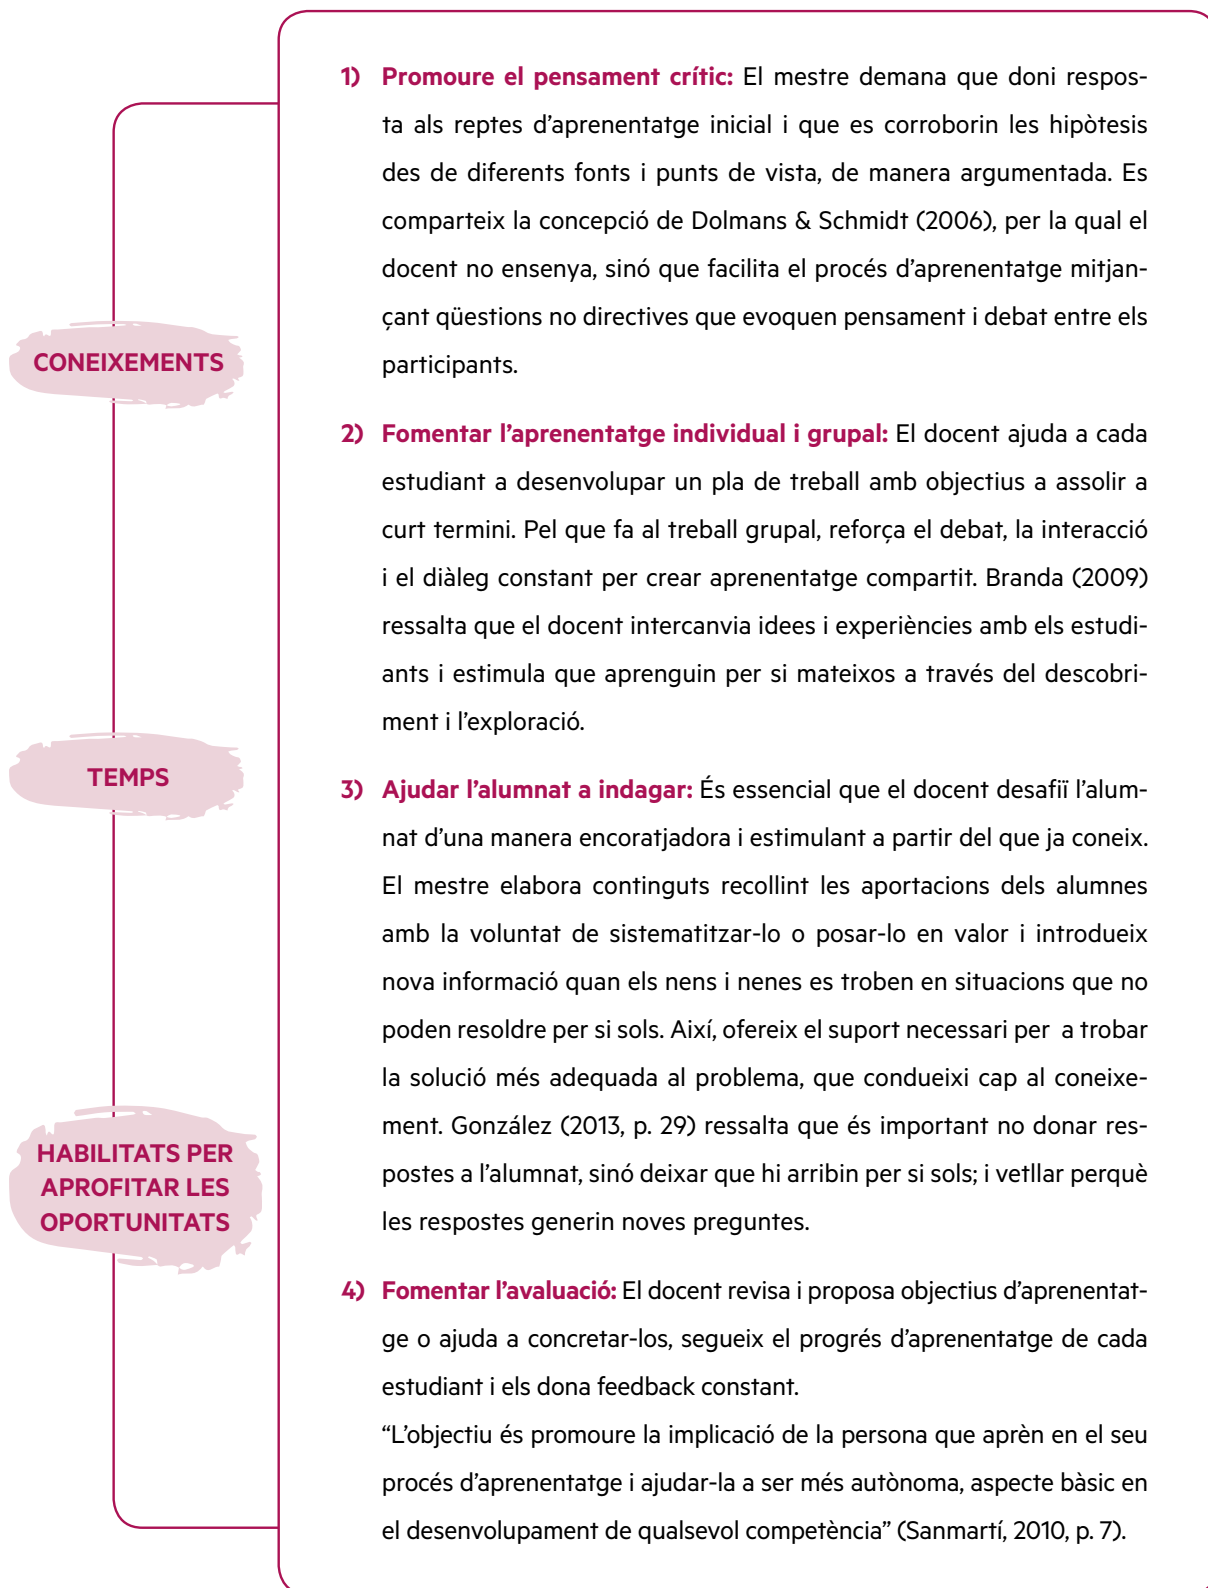 CONEIXEMENTS
TEMPS
HABILITATS PER
APROFITAR LES
OPORTUNITATS
1) Promoure el pensament crític: El mestre demana que doni respos-
ta als reptes d’aprenentatge inicial i que es corroborin les hipòtesis
des de diferents fonts i punts de vista, de manera argumentada. Es
comparteix la concepció de Dolmans & Schmidt (2006), per la qual el
docent no ensenya, sinó que facilita el procés d’aprenentatge mitjan-
çant qüestions no directives que evoquen pensament i debat entre els
participants.
2) Fomentar l’aprenentatge individual i grupal: El docent ajuda a cada
estudiant a desenvolupar un pla de treball amb objectius a assolir a
curt termini. Pel que fa al treball grupal, reforça el debat, la interacció
i el diàleg constant per crear aprenentatge compartit. Branda (2009)
ressalta que el docent intercanvia idees i experiències amb els estudi-
ants i estimula que aprenguin per si mateixos a través del descobri-
ment i l’exploració.
3) Ajudar l’alumnat a indagar: És essencial que el docent desafiï l’alum-
nat d’una manera encoratjadora i estimulant a partir del que ja coneix.
El mestre elabora continguts recollint les aportacions dels alumnes
amb la voluntat de sistematitzar-lo o posar-lo en valor i introdueix
nova informació quan els nens i nenes es troben en situacions que no
poden resoldre per si sols. Així, ofereix el suport necessari per a trobar
la solució més adequada al problema, que condueixi cap al coneixe-
ment. González (2013, p. 29) ressalta que és important no donar res-
postes a l’alumnat, sinó deixar que hi arribin per si sols; i vetllar perquè
les respostes generin noves preguntes.
4) Fomentar l’avaluació: El docent revisa i proposa objectius d’aprenentat-
ge o ajuda a concretar-los, segueix el progrés d’aprenentatge de cada
estudiant i els dona feedback constant.
“L’objectiu és promoure la implicació de la persona que aprèn en el seu
procés d’aprenentatge i ajudar-la a ser més autònoma, aspecte bàsic en
el desenvolupament de qualsevol competència” (Sanmartí, 2010, p. 7).